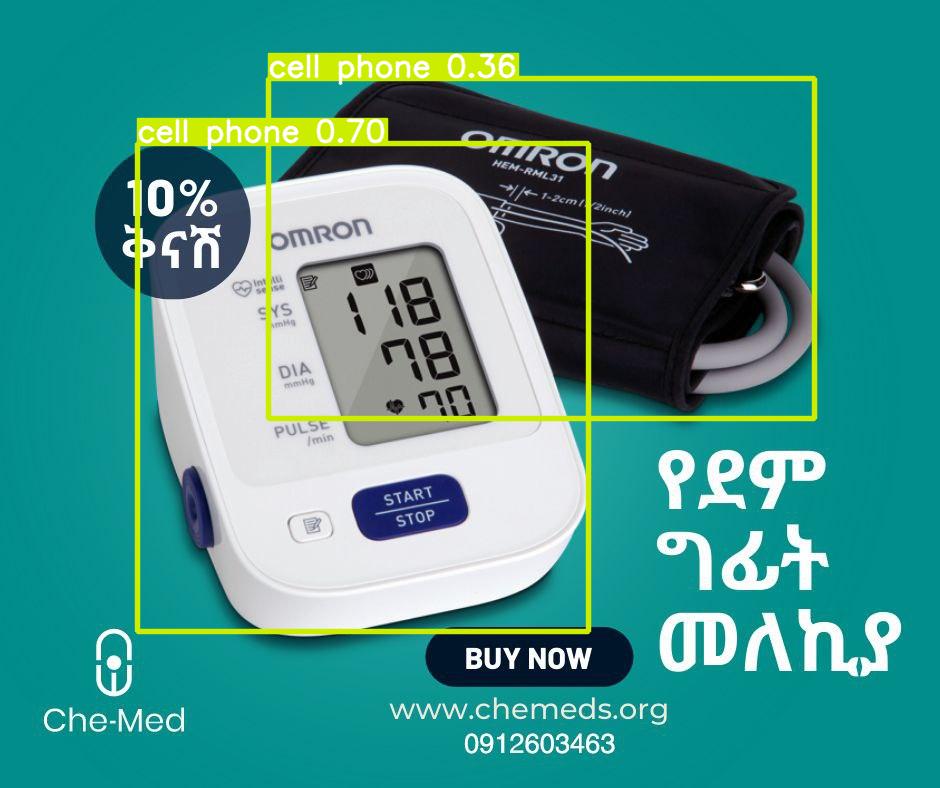 cell phone 0.36
cell phone 0.70
10%
ቅናሽ
OMRON
HEM-RML31
1-2cm(1/2inch)
OMRON
Intelli
sense
SYS
mmHg
118
DIA
mmHg
78
PULSE
/min
70
START
STOP
የደም
ግፊት
መለኪያ
BUY NOW
Che-Med
www.chemeds.org
0912603463